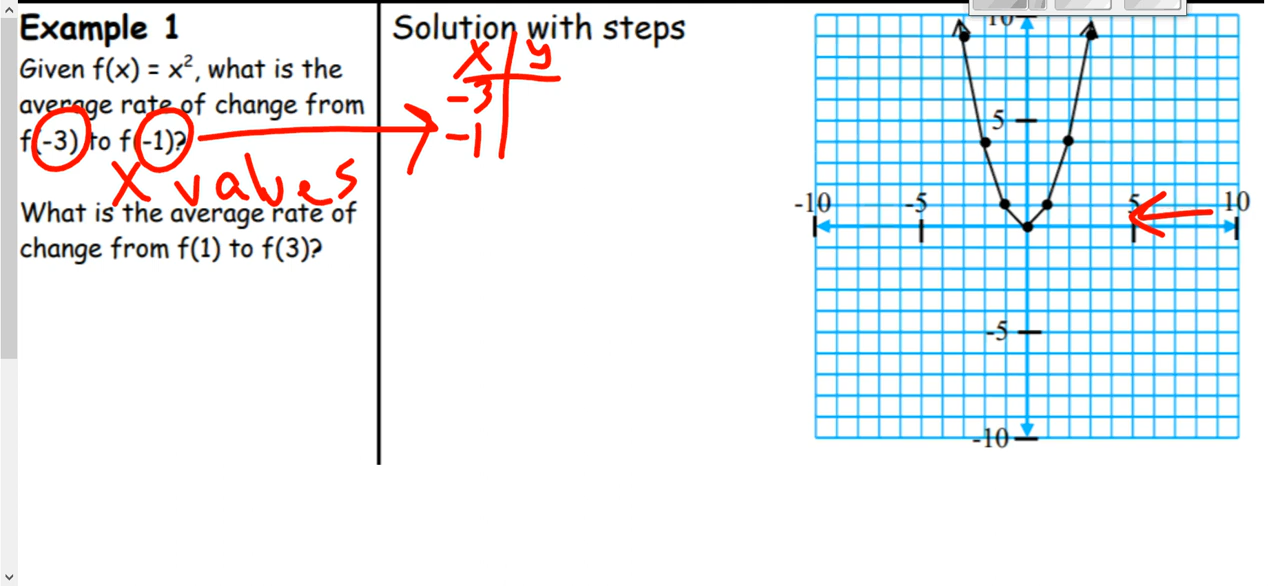 Example 1
Given f(x) = x², what is the
average rate of change from
f(-3) to f(-1)?
x values
What is the average rate of
change from f(1) to f(3)?
Solution with steps
x y
-3
-1
10
5
-10 -5 5 10
-5
-10